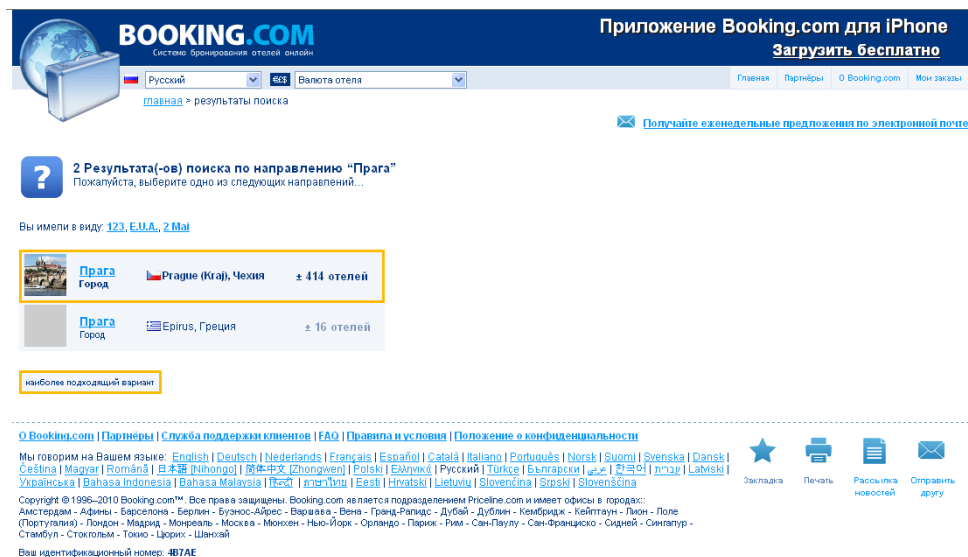 Приложение Booking.com для iPhone
BOOKING.COM
Система бронирования отелей онлайн
Загрузить бесплатно
Русский €£$ Валюта отеля Главная Партнёры О Booking.com Мои заказы
главная > результаты поиска
Получайте еженедельные предложения по электронной почте
2 Результата(-ов) поиска по направлению “Прага”
Пожалуйста, выберите одно из следующих направлений...
Вы имели в виду: 123, E.U.A., 2 Mai
Прага Prague (Kraj), Чехия ± 414 отелей
Город
Прага Epirus, Греция ± 16 отелей
Город
наиболее подходящий вариант
О Booking.com | Партнёры | Служба поддержки клиентов | FAQ | Правила и условия | Положение о конфиденциальности
Мы говорим на Вашем языке: English | Deutsch | Nederlands | Français | Español | Català | Italiano | Português | Norsk | Suomi | Svenska | Dansk |
Čeština | Magyar | Română | 日本語 [Nihongo] | 简体中文 [Zhongwen] | Polski | Ελληνικά | Русский | Türkçe | Български | عربي | 한국어 | עברית | Latviski |
Українська | Bahasa Indonesia | Bahasa Malaysia | हिन्दी | ภาษาไทย | Eesti | Hrvatski | Lietuvių | Slovenčina | Srpski | Slovenščina
Закладка Печать Рассылка новостей Отправить другу
Copyright © 1996–2010 Booking.com™. Все права защищены. Booking.com является подразделением Priceline.com и имеет офисы в городах::
Амстердам - Афины - Барселона - Берлин - Буэнос-Айрес - Варшава - Вена - Гранд-Рапидс - Дубай - Дублин - Кембридж - Кейптаун - Лион - Лоле
(Португалия) - Лондон - Мадрид - Монреаль - Москва - Мюнхен - Нью-Йорк - Орландо - Париж - Рим - Сан-Паулу - Сан-Франциско - Сидней - Сингапур -
Стамбул - Стокгольм - Токио - Цюрих - Шанхай
Ваш идентификационный номер: 4B7AE